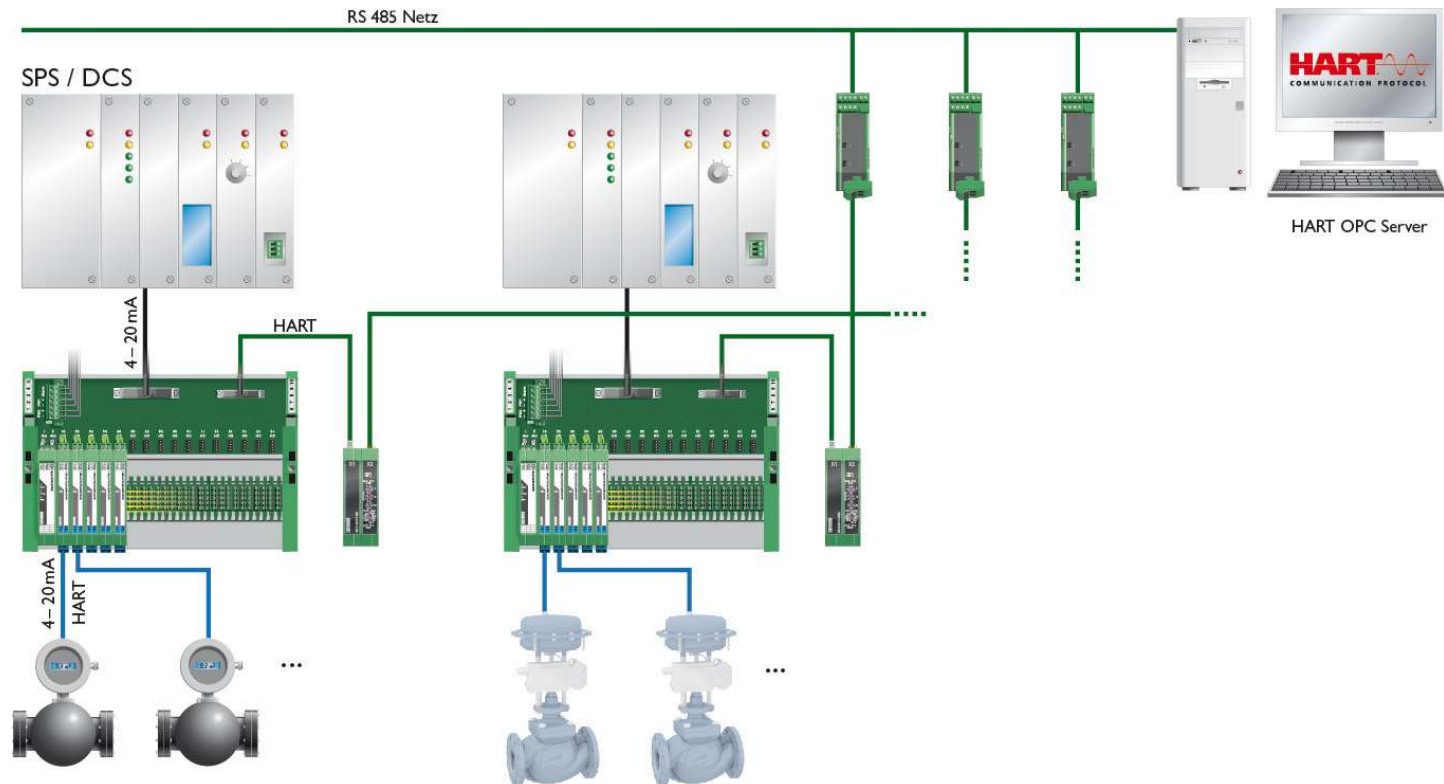 RS 485 Netz
SPS / DCS
HART
COMMUNICATION PROTOCOL
HART OPC Server
4–20 mA
HART
4–20 mA
HART
...
...